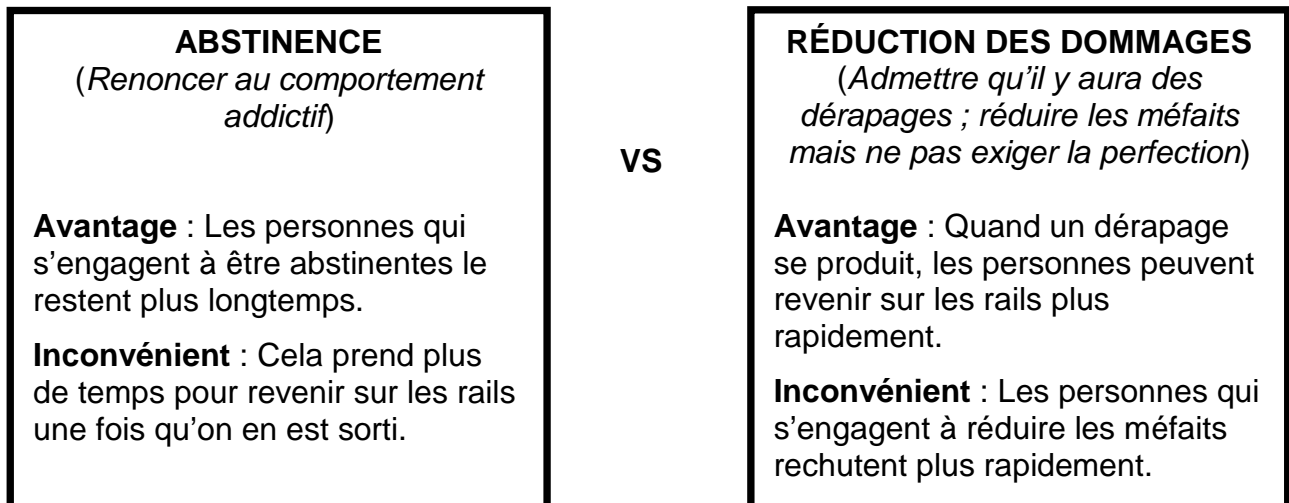 ABSTINENCE
(Renoncer au comportement
addictif)
Avantage : Les personnes qui
s’engagent à être abstinentes le
restent plus longtemps.
Inconvénient : Cela prend plus
de temps pour revenir sur les rails
une fois qu’on en est sorti.
VS
RÉDUCTION DES DOMMAGES
(Admettre qu’il y aura des
dérapages ; réduire les méfaits
mais ne pas exiger la perfection)
Avantage : Quand un dérapage
se produit, les personnes peuvent
revenir sur les rails plus
rapidement.
Inconvénient : Les personnes qui
s’engagent à réduire les méfaits
rechutent plus rapidement.